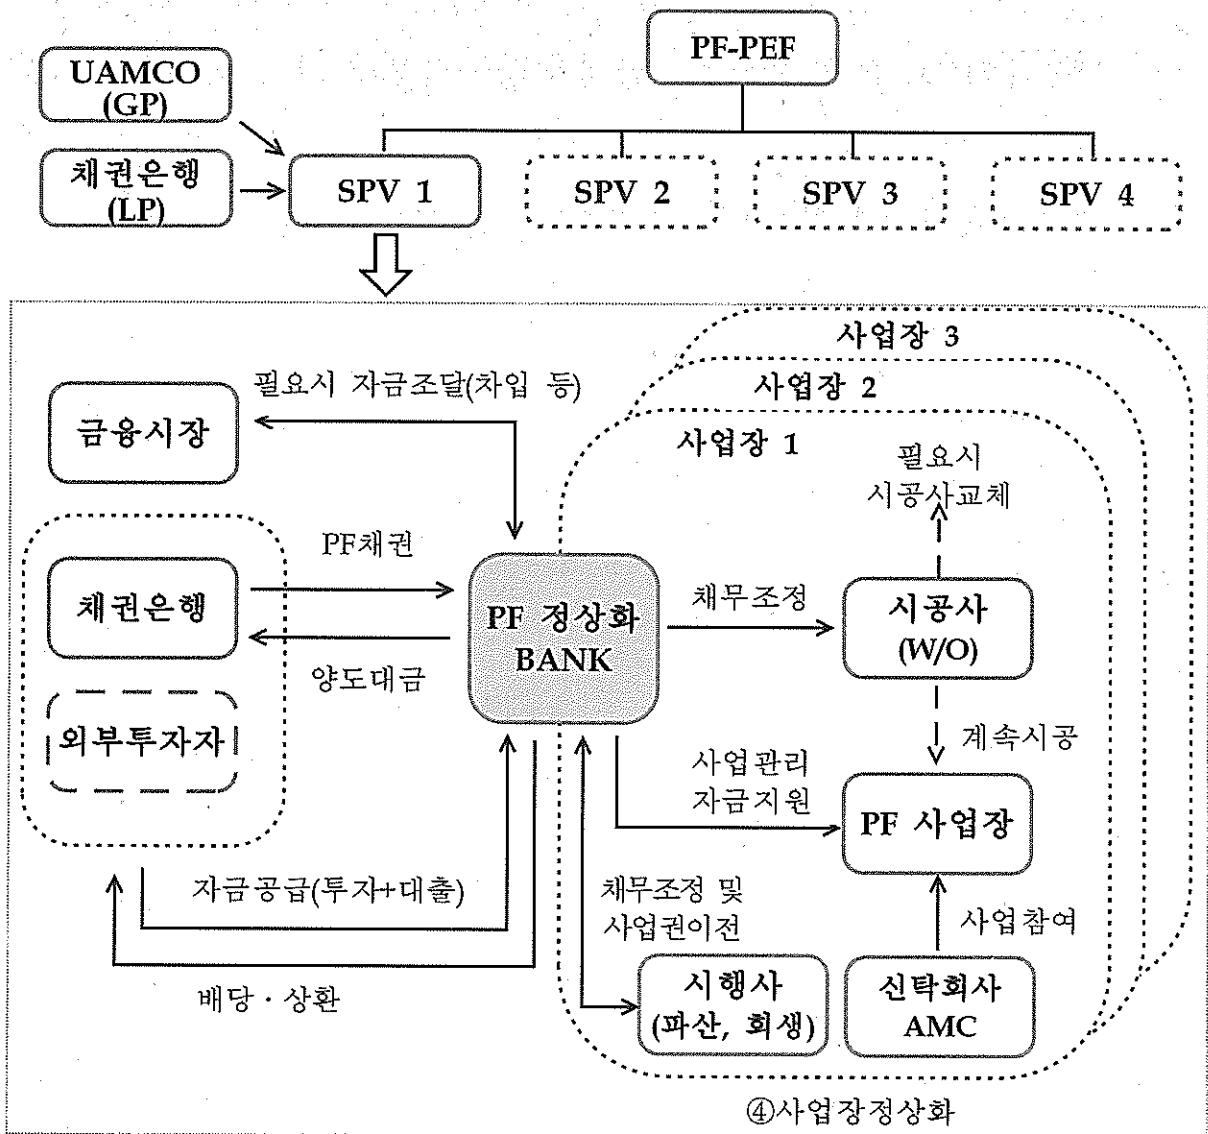 PF-PEF
UAMCO
(GP)
채권은행
(LP)
SPV 1
SPV 2
SPV 3
SPV 4
사업장 3
사업장 2
사업장 1
필요시 자금조달(차입 등)
금융시장
필요시
시공사교체
PF채권
채권은행
양도대금
외부투자자
PF 정상화
BANK
채무조정
시공사
(W/O)
계속시공
사업관리
자금지원
PF 사업장
자금공급(투자+대출)
배당·상환
채무조정 및
사업권이전
사업참여
시행사
(파산, 회생)
신탁회사
AMC
④사업장정상화